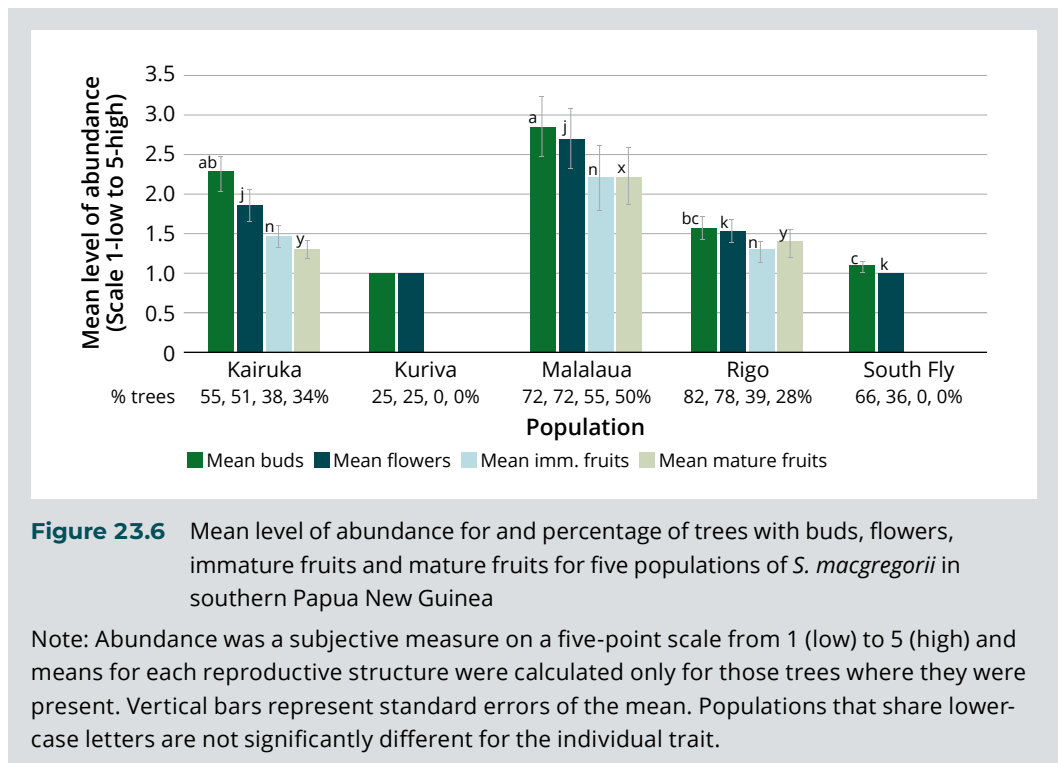 Mean level of abundance
(Scale 1-low to 5-high)
3.5
3.0
2.5
2.0
1.5
1.0
0.5
0
ab
j
n
y
a
j
n
x
bc
k
n
y
c
k
Kairuka Kuriva Malalaua Rigo South Fly
% trees 55, 51, 38, 34% 25, 25, 0, 0% 72, 72, 55, 50% 82, 78, 39, 28% 66, 36, 0, 0%
Population
Mean buds Mean flowers Mean imm. fruits Mean mature fruits
Figure 23.6 Mean level of abundance for and percentage of trees with buds, flowers,
immature fruits and mature fruits for five populations of S. macgregorii in
southern Papua New Guinea
Note: Abundance was a subjective measure on a five-point scale from 1 (low) to 5 (high) and
means for each reproductive structure were calculated only for those trees where they were
present. Vertical bars represent standard errors of the mean. Populations that share lower-
case letters are not significantly different for the individual trait.